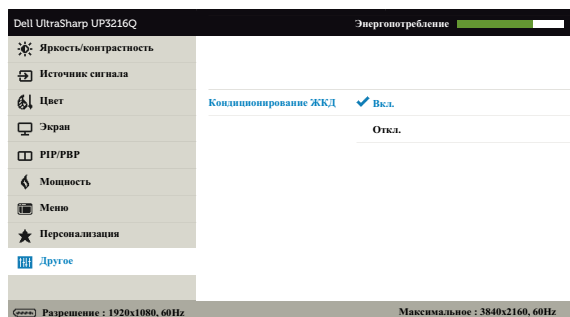 Dell UltraSharp UP3216Q
Энергопотребление
Яркость/контрастность
Источник сигнала
Цвет
Кондиционирование ЖКД
Вкл.
Экран
Откл.
PIP/PBP
Мощность
Меню
Персонализация
Другое
Разрешение : 1920x1080, 60Hz
Максимальное : 3840x2160, 60Hz